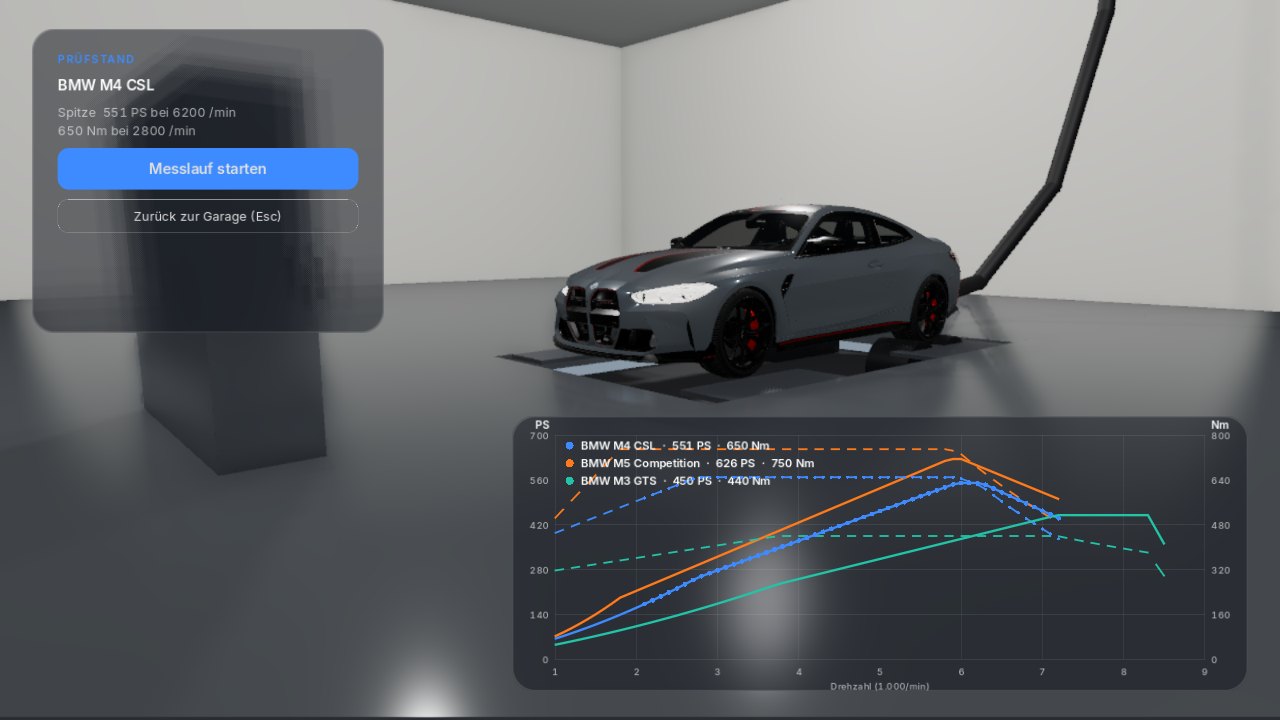 PRÜFSTAND
BMW M4 CSL
Spitze 551 PS bei 6200 /min
650 Nm bei 2800 /min
Messlauf starten
Zurück zur Garage (Esc)
PS
Nm
700
800
BMW M4 CSL · 551 PS · 650 Nm
BMW M5 Competition · 626 PS · 750 Nm
560
BMW M3 GTS · 450 PS · 440 Nm
640
420
480
280
320
140
160
0
0
1 2 3 4 5 6 7 8 9
Drehzahl (1.000/min)